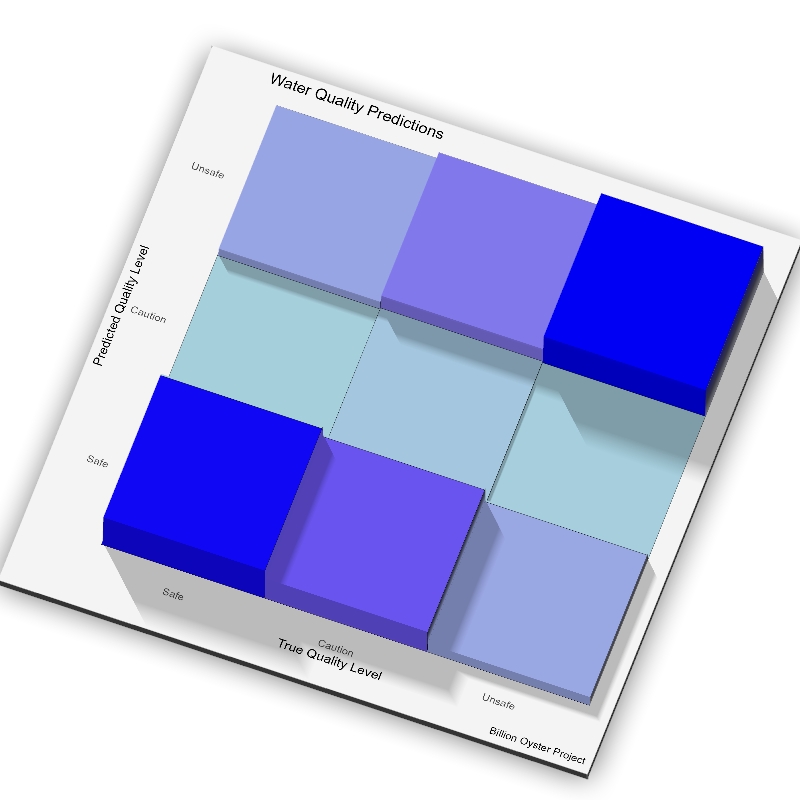 Water Quality Predictions
Unsafe
Caution
Safe
Predicted Quality Level
Safe
Caution
Unsafe
True Quality Level
Billion Oyster Project